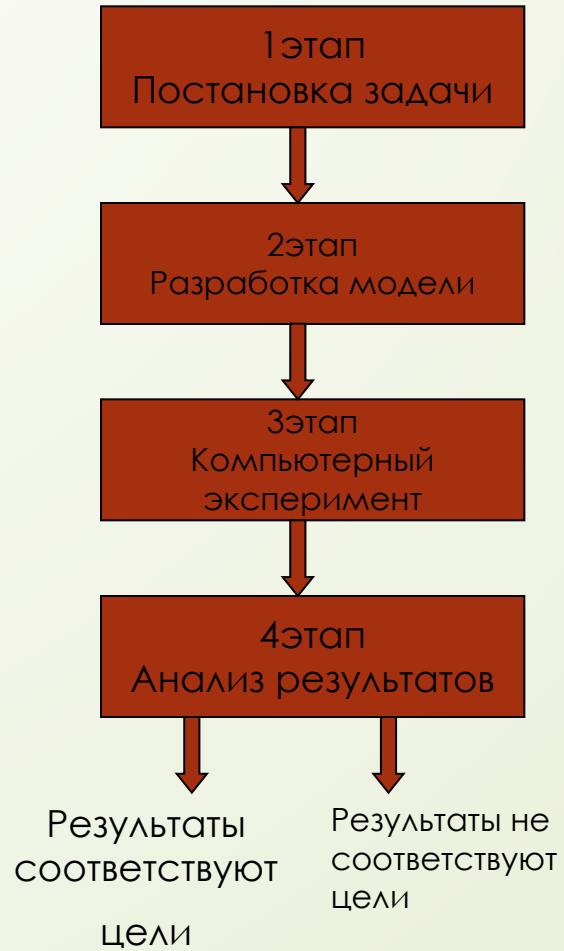 1этап
Постановка задачи
2этап
Разработка модели
3этап
Компьютерный
эксперимент
4этап
Анализ результатов
Результаты
соответствуют
цели
Результаты не
соответствуют
цели